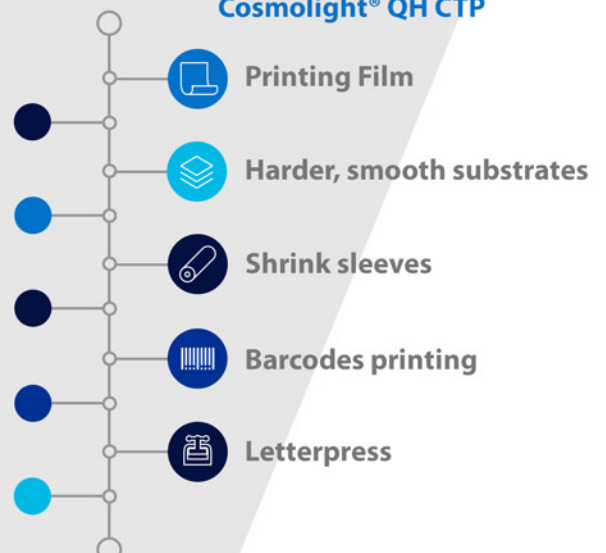 Cosmolight® QH CTP
Printing Film
Harder, smooth substrates
Shrink sleeves
Barcodes printing
Letterpress